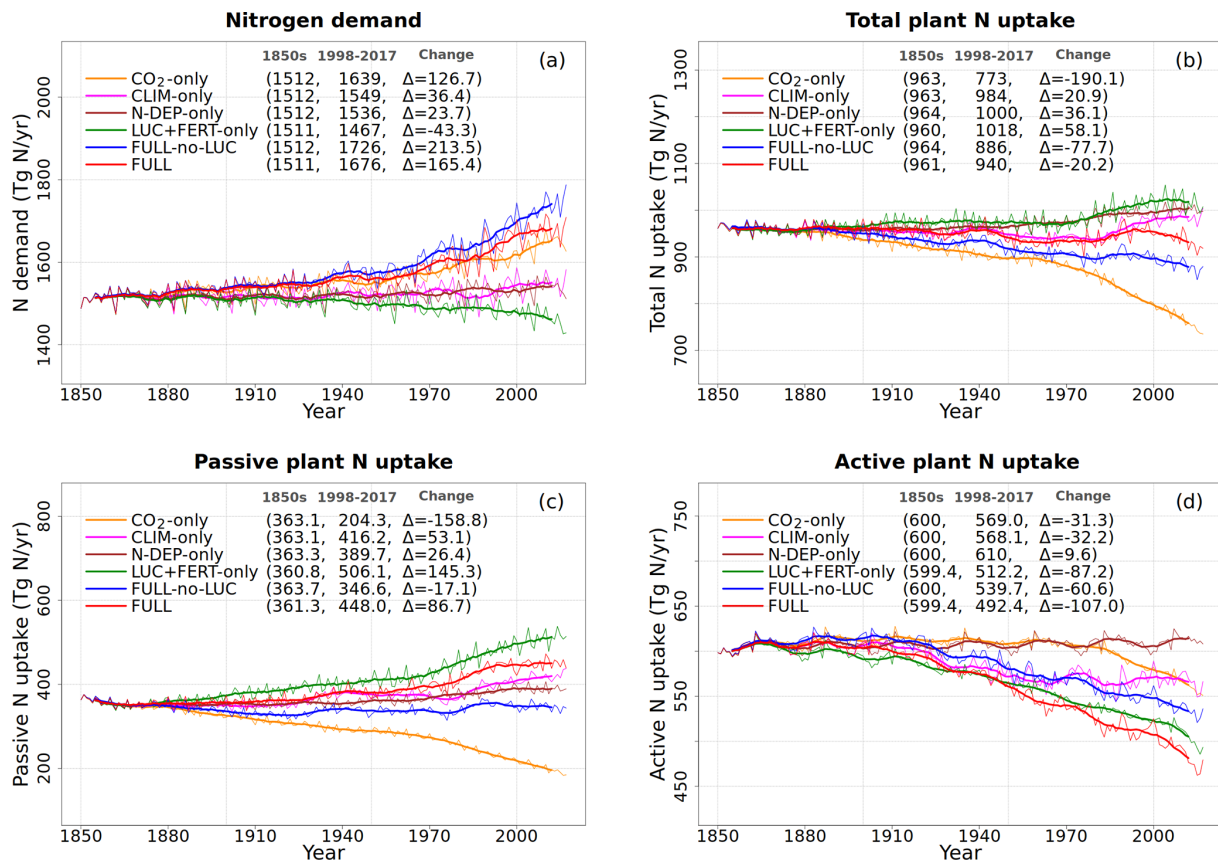 Nitrogen demand
1850s 1998-2017 Change (a)
CO₂-only (1512, 1639, Δ=126.7)
CLIM-only (1512, 1549, Δ=36.4)
N-DEP-only (1512, 1536, Δ=23.7)
LUC+FERT-only (1511, 1467, Δ=-43.3)
FULL-no-LUC (1512, 1726, Δ=213.5)
FULL (1511, 1676, Δ=165.4)
N demand (Tg N/yr)
2000
1800
1600
1400
1850 1880 1910 1940 1970 2000
Year
Total plant N uptake
1850s 1998-2017 Change (b)
CO₂-only (963, 773, Δ=-190.1)
CLIM-only (963, 984, Δ=20.9)
N-DEP-only (964, 1000, Δ=36.1)
LUC+FERT-only (960, 1018, Δ=58.1)
FULL-no-LUC (964, 886, Δ=-77.7)
FULL (961, 940, Δ=-20.2)
Total N uptake (Tg N/yr)
1300
1100
900
700
1850 1880 1910 1940 1970 2000
Year
Passive plant N uptake
1850s 1998-2017 Change (c)
CO₂-only (363.1, 204.3, Δ=-158.8)
CLIM-only (363.1, 416.2, Δ=53.1)
N-DEP-only (363.3, 389.7, Δ=26.4)
LUC+FERT-only (360.8, 506.1, Δ=145.3)
FULL-no-LUC (363.7, 346.6, Δ=-17.1)
FULL (361.3, 448.0, Δ=86.7)
Passive N uptake (Tg N/yr)
800
600
400
200
1850 1880 1910 1940 1970 2000
Year
Active plant N uptake
1850s 1998-2017 Change (d)
CO₂-only (600, 569.0, Δ=-31.3)
CLIM-only (600, 568.1, Δ=-32.2)
N-DEP-only (600, 610, Δ=9.6)
LUC+FERT-only (599.4, 512.2, Δ=-87.2)
FULL-no-LUC (600, 539.7, Δ=-60.6)
FULL (599.4, 492.4, Δ=-107.0)
Active N uptake (Tg N/yr)
750
650
550
450
1850 1880 1910 1940 1970 2000
Year